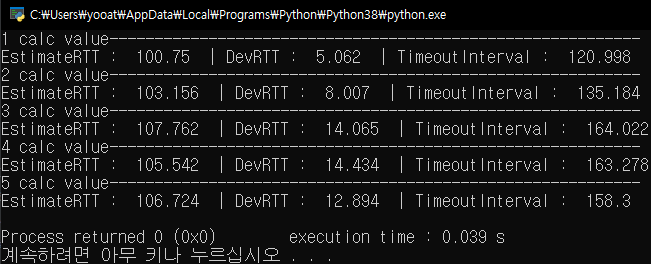 C:₩Users₩yooat₩AppData₩Local₩Programs₩Python₩Python38₩python.exe
1 calc value------------------------------------------------------------
EstimateRTT :  100.75  | DevRTT :  5.062  | TimeoutInterval :  120.998
2 calc value------------------------------------------------------------
EstimateRTT :  103.156  | DevRTT :  8.007  | TimeoutInterval :  135.184
3 calc value------------------------------------------------------------
EstimateRTT :  107.762  | DevRTT :  14.065  | TimeoutInterval :  164.022
4 calc value------------------------------------------------------------
EstimateRTT :  105.542  | DevRTT :  14.434  | TimeoutInterval :  163.278
5 calc value------------------------------------------------------------
EstimateRTT :  106.724  | DevRTT :  12.894  | TimeoutInterval :  158.3
Process returned 0 (0x0)        execution time : 0.039 s
계속하려면 아무 키나 누르십시오 . . .